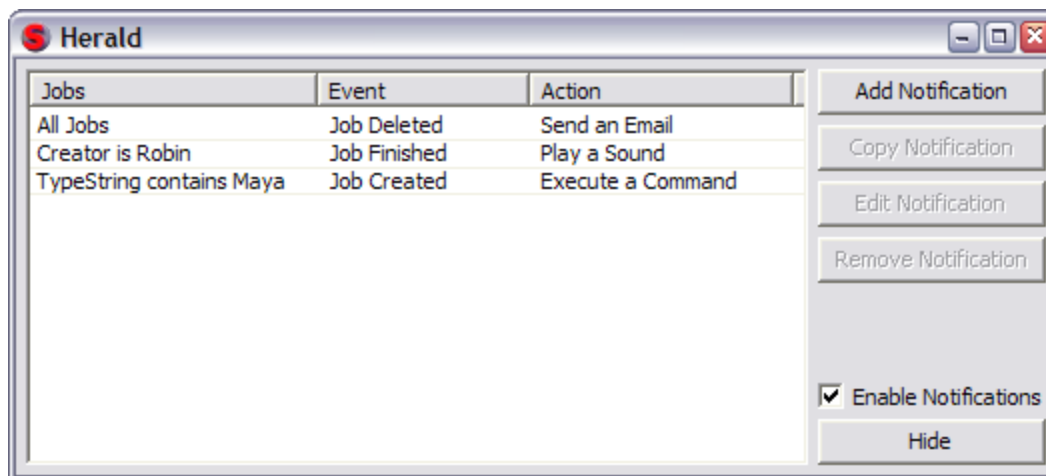 S Herald
Jobs Event Action
All Jobs Job Deleted Send an Email
Creator is Robin Job Finished Play a Sound
TypeString contains Maya Job Created Execute a Command
Add Notification
Copy Notification
Edit Notification
Remove Notification
Enable Notifications
Hide